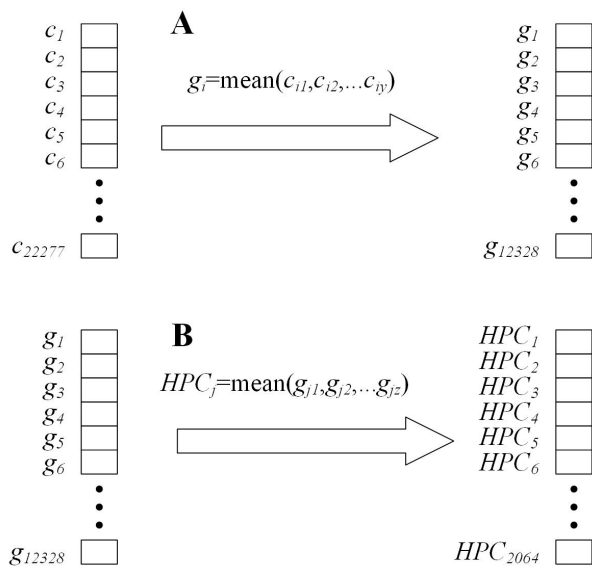 A
c1
c2
c3
c4
c5
c6
c22277
gi=mean(ci1,ci2,...ciy)
g1
g2
g3
g4
g5
g6
g12328
B
g1
g2
g3
g4
g5
g6
g12328
HPCj=mean(gj1,gj2,...gjz)
HPC1
HPC2
HPC3
HPC4
HPC5
HPC6
HPC2064